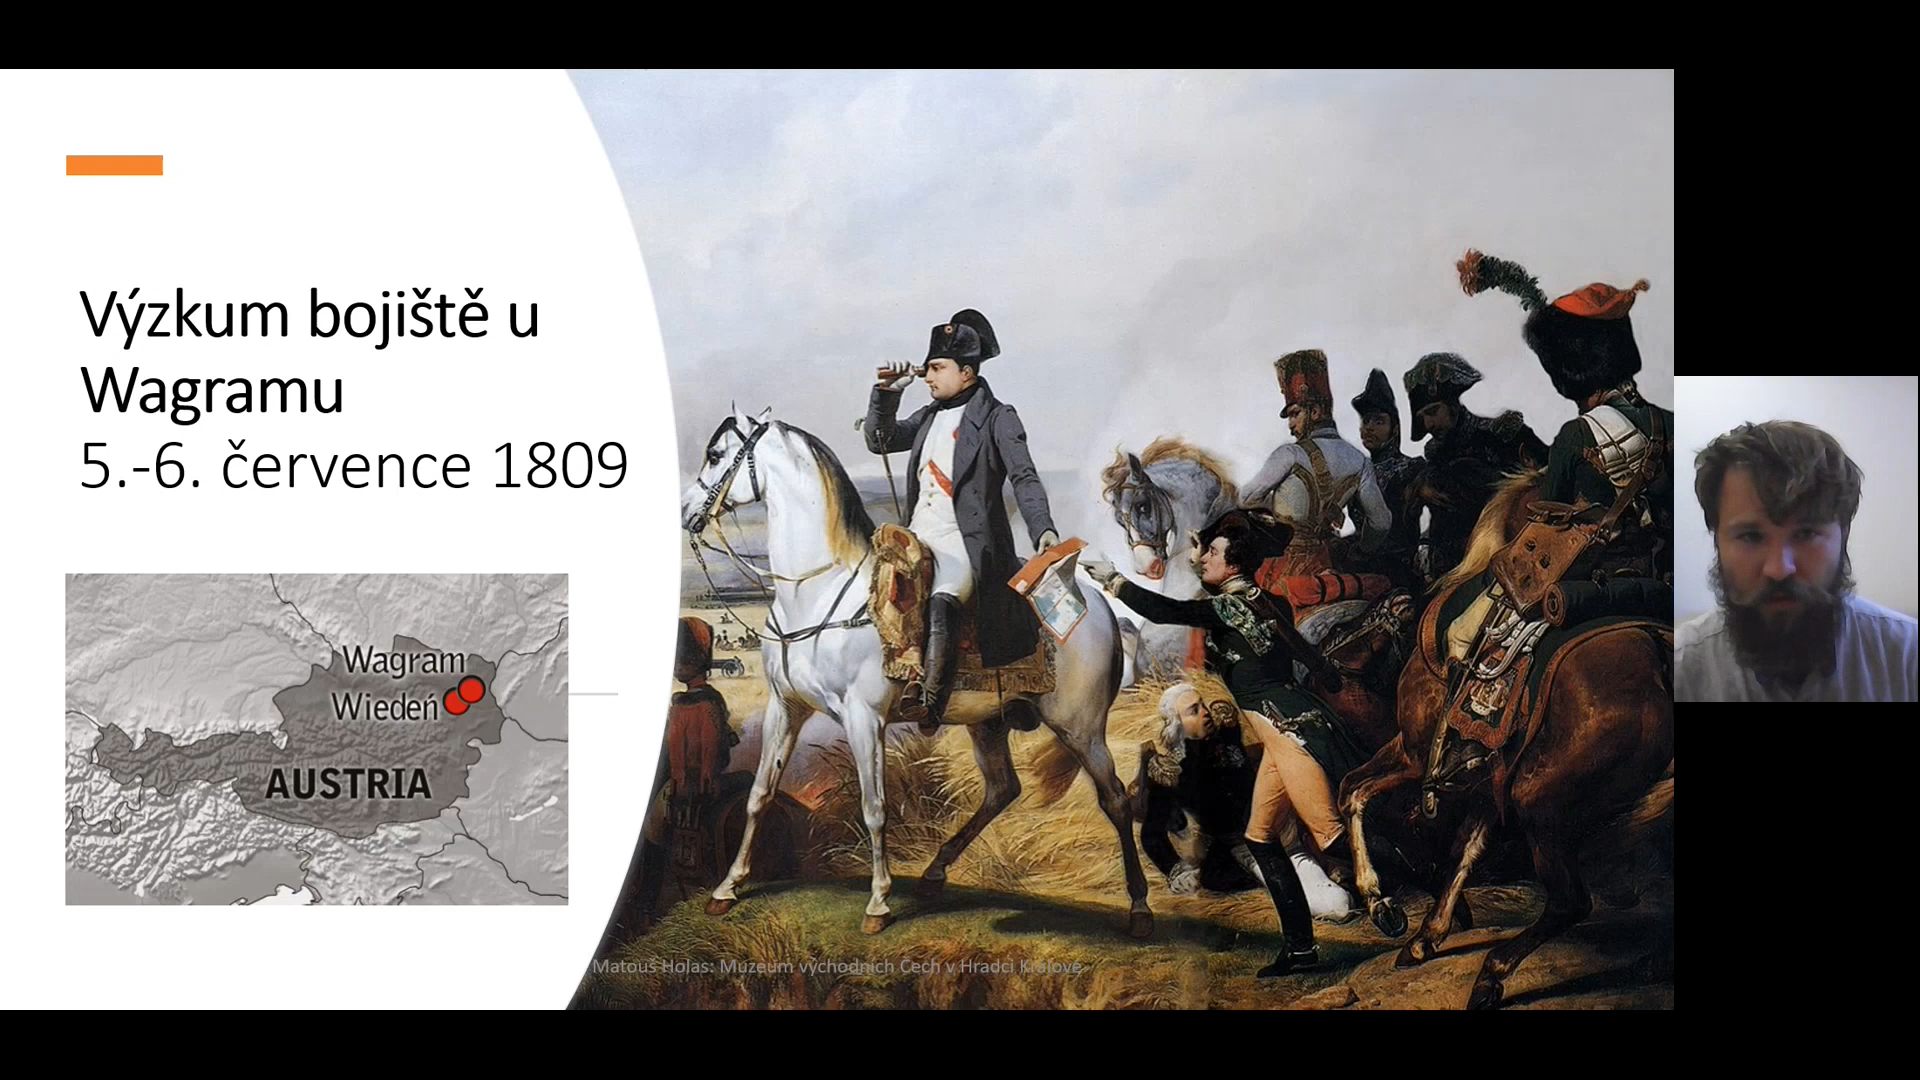 Výzkum bojiště u
Wagramu
5.-6. července 1809
Wagram
Wiedeń
AUSTRIA
Matouš Holas: Muzeum východních Čech v Hradci Králové